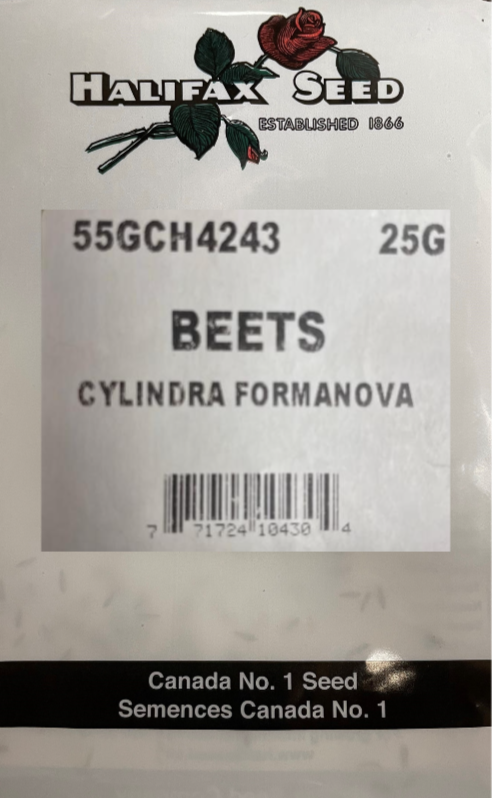 HALIFAX SEED
ESTABLISHED 1866
55GCH4243 25G
BEETS
CYLINDRA FORMANOVA
7 71724 10430 4
Canada No. 1 Seed
Semences Canada No. 1